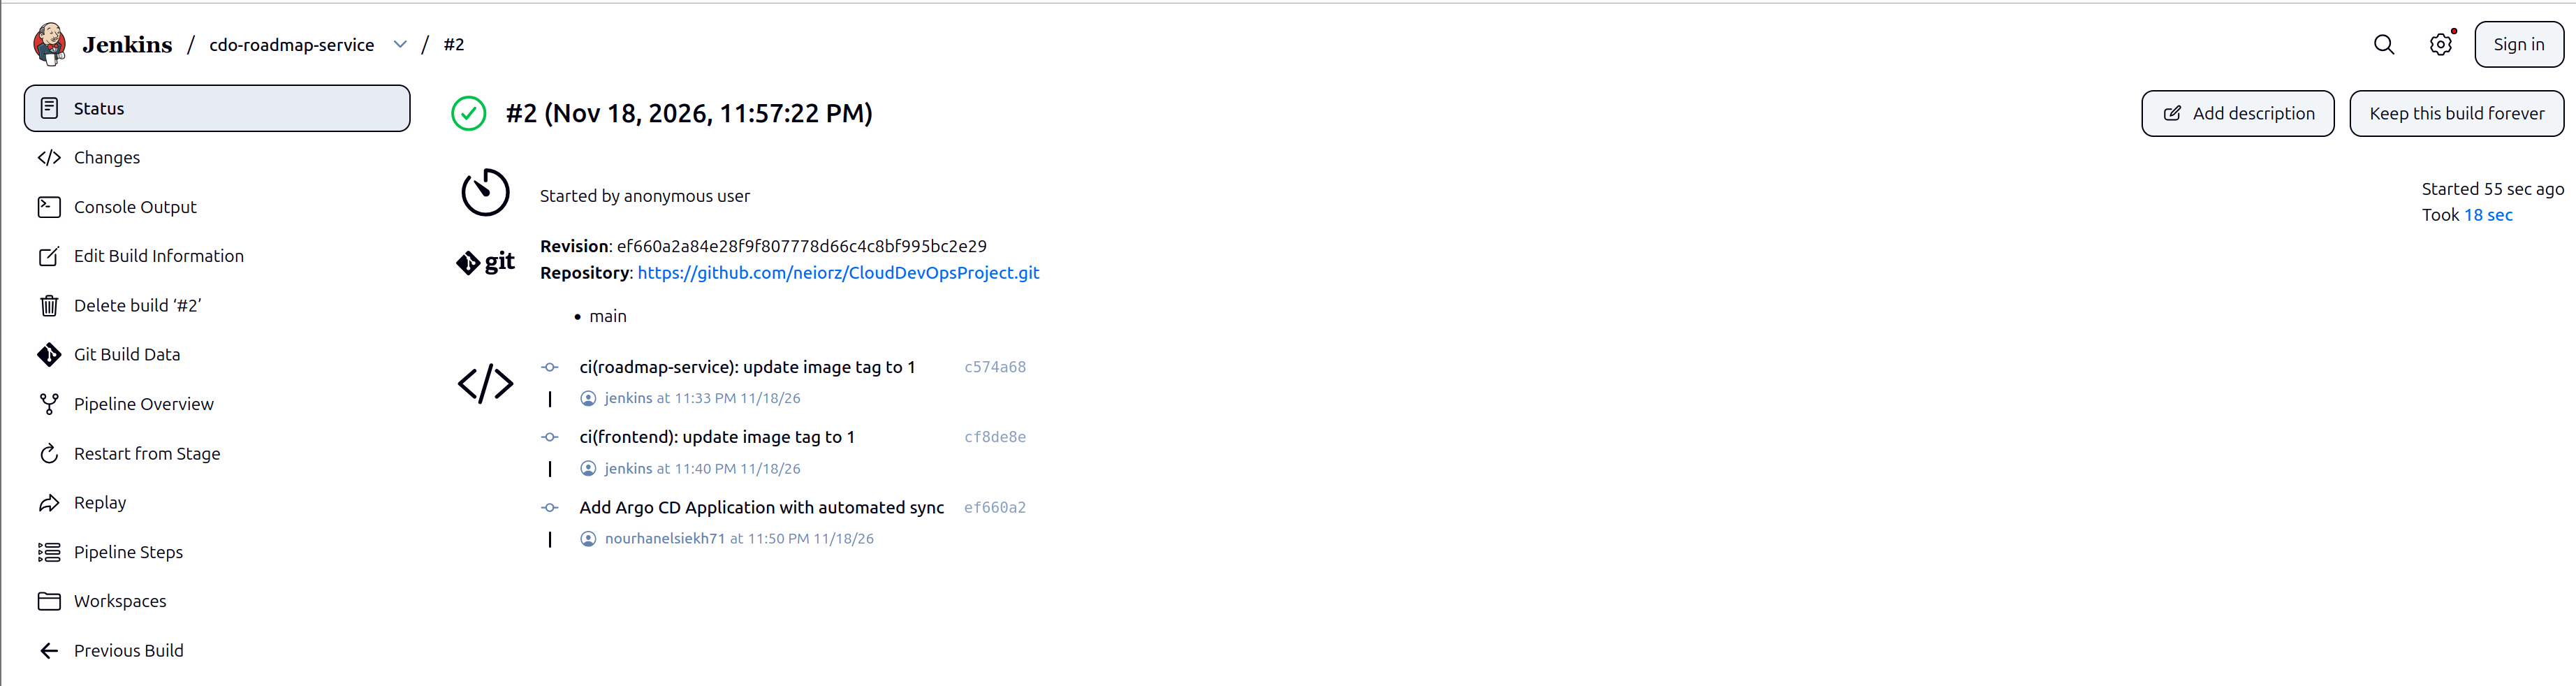 Jenkins / cdo-roadmap-service / #2
Sign in
Status
Changes
Console Output
Edit Build Information
Delete build ‘#2’
Git Build Data
Pipeline Overview
Restart from Stage
Replay
Pipeline Steps
Workspaces
Previous Build
#2 (Nov 18, 2026, 11:57:22 PM)
Add description
Keep this build forever
Started by anonymous user
Started 55 sec ago
Took 18 sec
git
Revision: ef660a2a84e28f9f807778d66c4c8bf995bc2e29
Repository: https://github.com/neiorz/CloudDevOpsProject.git
• main
ci(roadmap-service): update image tag to 1 c574a68
jenkins at 11:33 PM 11/18/26
ci(frontend): update image tag to 1 cf8de8e
jenkins at 11:40 PM 11/18/26
Add Argo CD Application with automated sync ef660a2
nourhanelsiekh71 at 11:50 PM 11/18/26